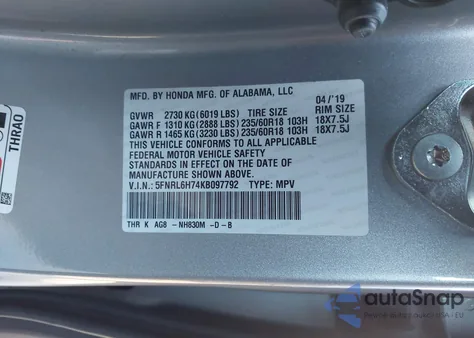 MFD. BY HONDA MFG. OF ALABAMA, LLC
04/'19
GVWR 2730 KG(6019 LBS) TIRE SIZE RIM SIZE
GAWR F 1310 KG(2888 LBS) 235/60R18 103H 18X7.5J
GAWR R 1465 KG(3230 LBS) 235/60R18 103H 18X7.5J
THIS VEHICLE CONFORMS TO ALL APPLICABLE
FEDERAL MOTOR VEHICLE SAFETY
STANDARDS IN EFFECT ON THE DATE OF
MANUFACTURE SHOWN ABOVE.
V.I.N.: 5FNRL6H74KB097792 TYPE: MPV
THR K AG8 -NH830M -D-B
THRA0
autoSnap